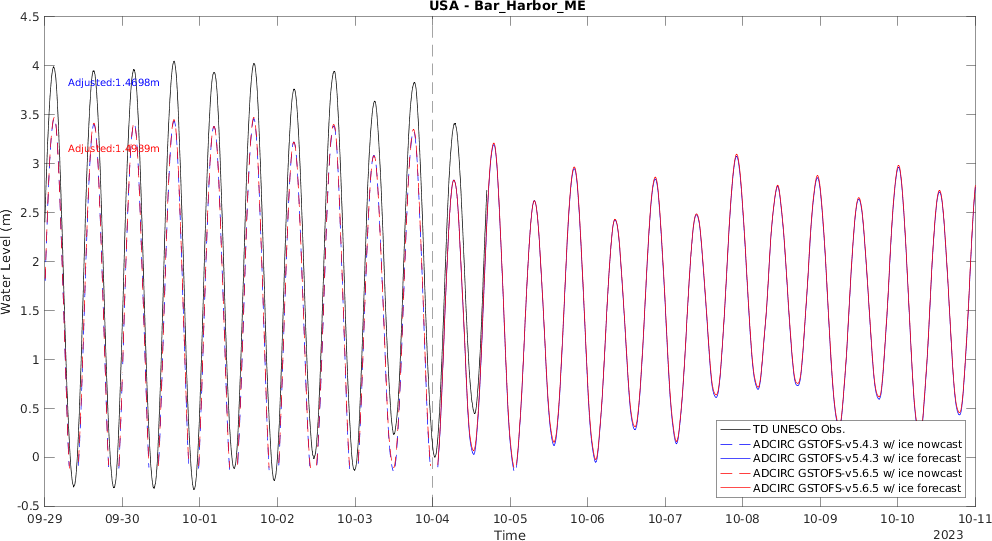 USA - Bar_Harbor_ME
4.5
4
3.5
3
2.5
2
1.5
1
0.5
0
-0.5
Water Level (m)
Adjusted:1.4698m
Adjusted:1.4989m
TD UNESCO Obs.
ADCIRC GSTOFS-v5.4.3 w/ ice nowcast
ADCIRC GSTOFS-v5.4.3 w/ ice forecast
ADCIRC GSTOFS-v5.6.5 w/ ice nowcast
ADCIRC GSTOFS-v5.6.5 w/ ice forecast
09-29 09-30 10-01 10-02 10-03 10-04 10-05 10-06 10-07 10-08 10-09 10-10 10-11
Time
2023